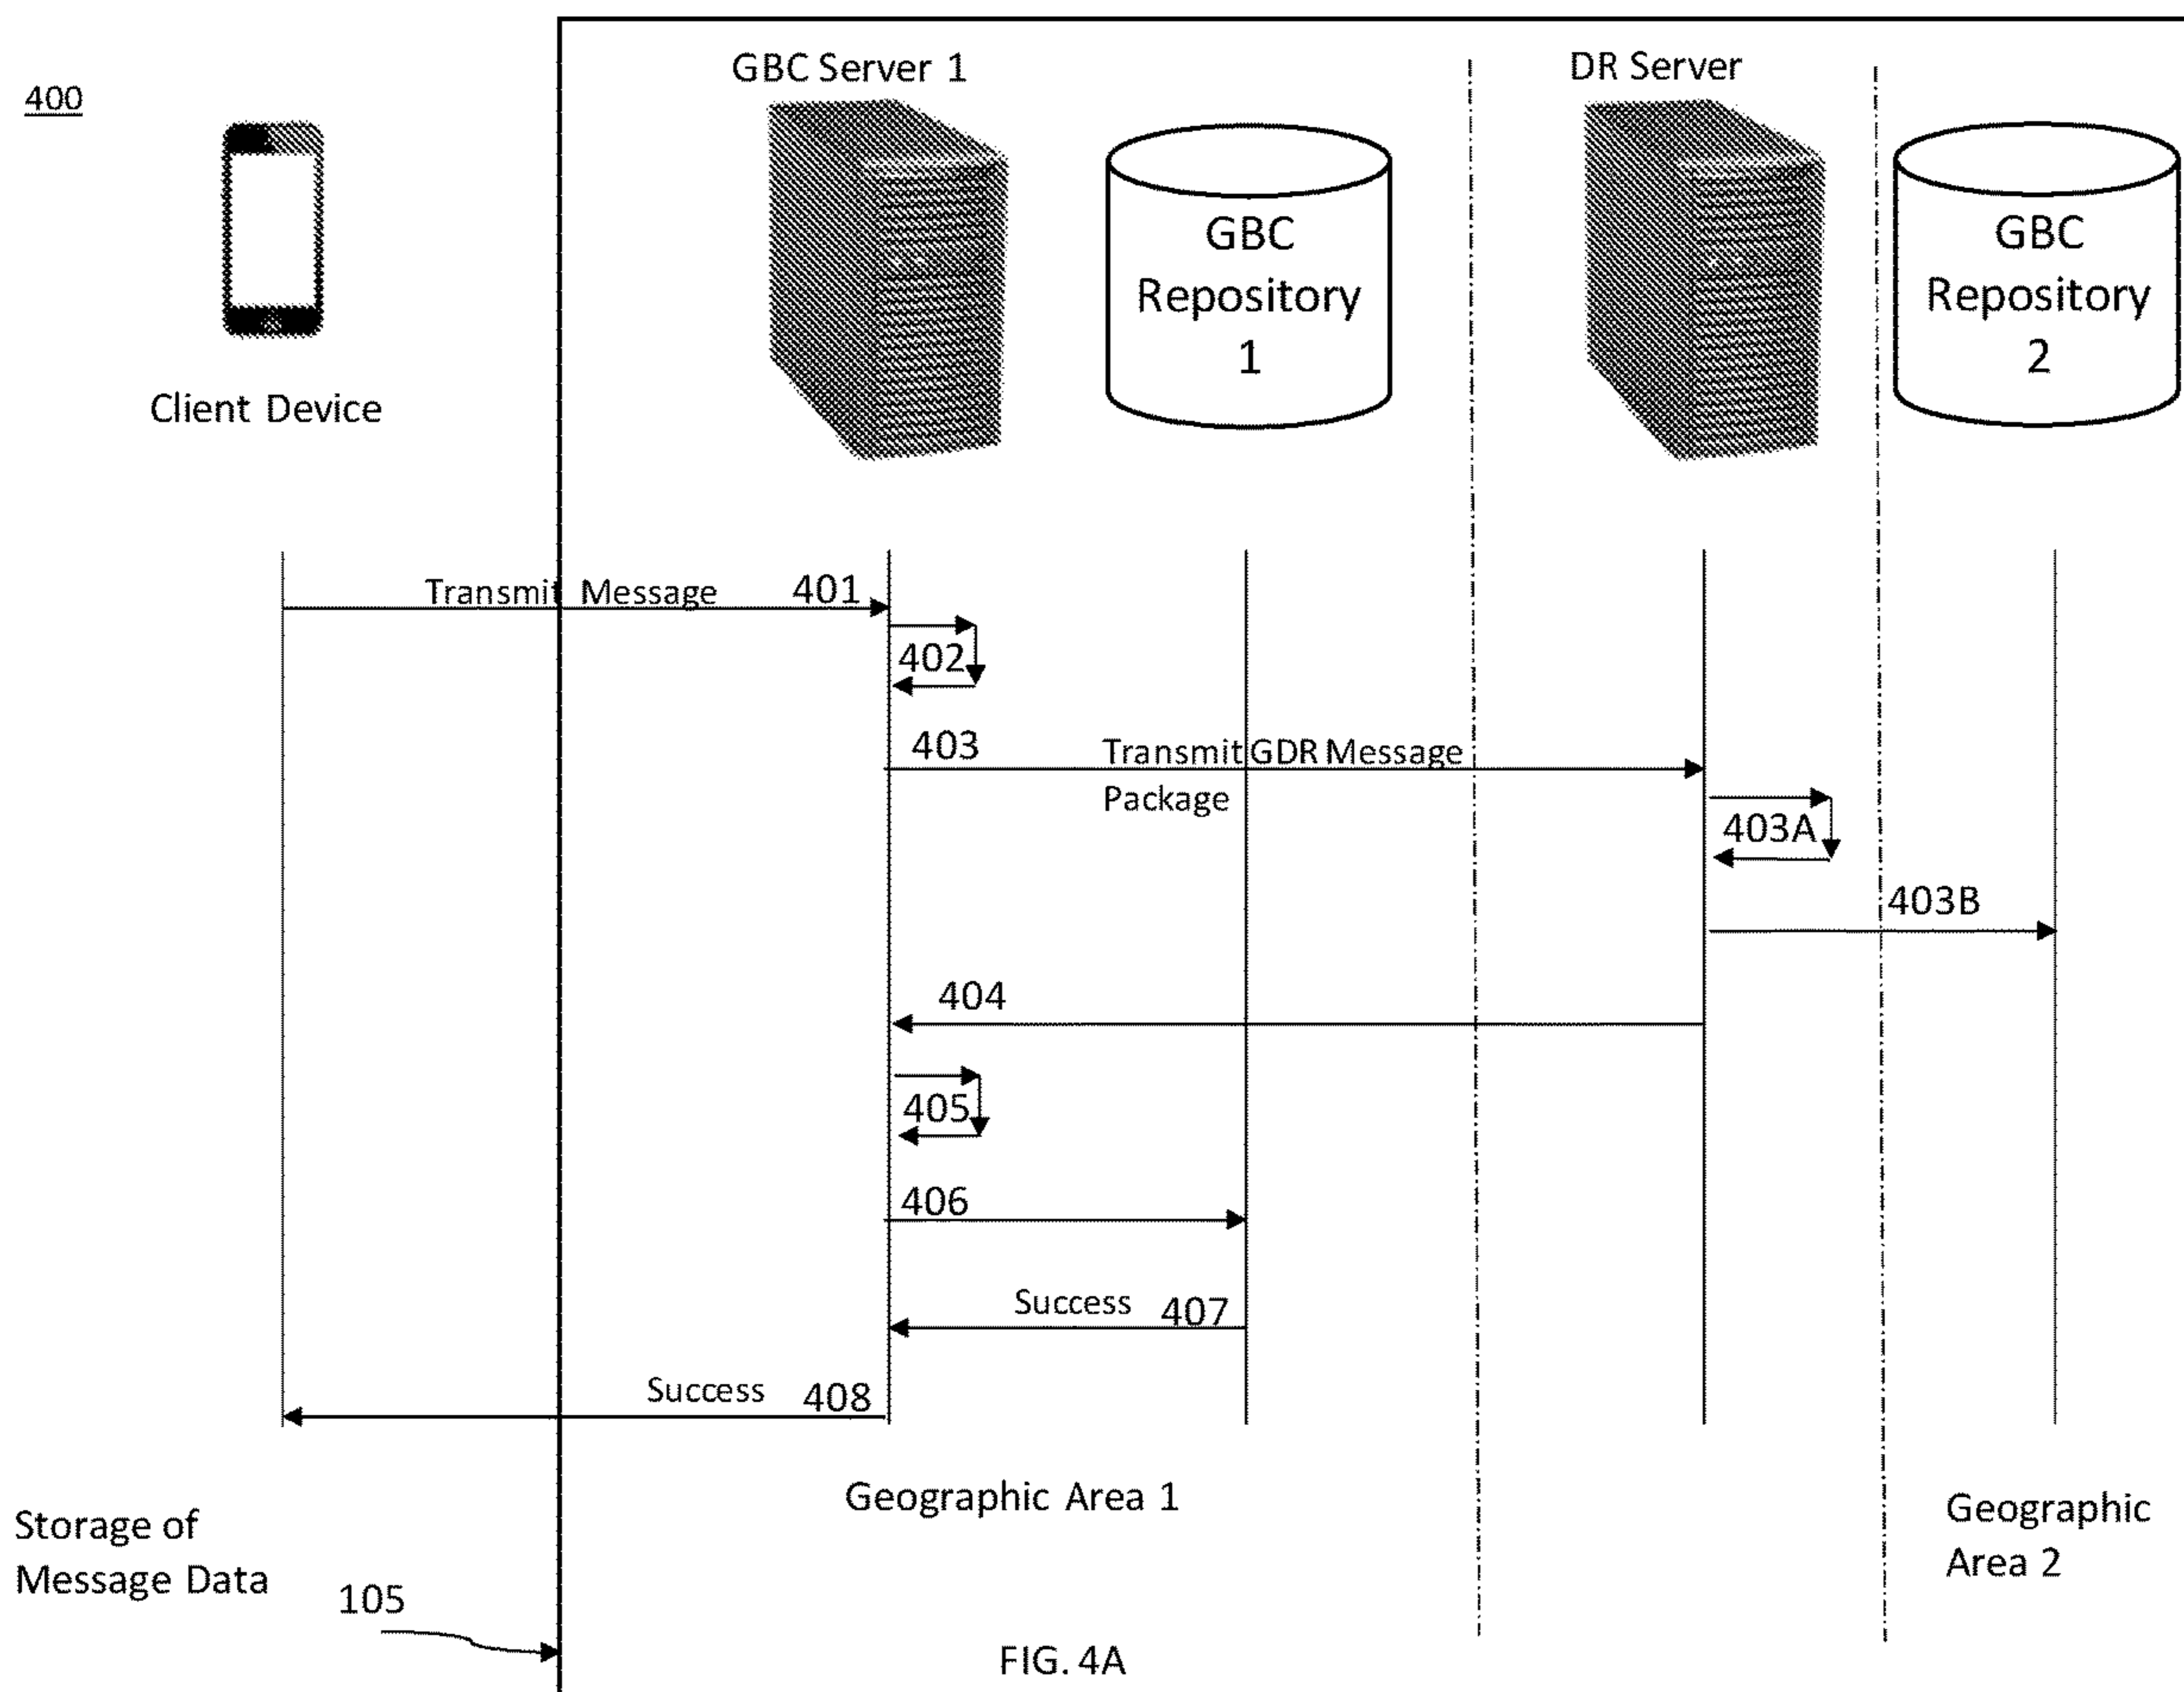 400
GBC Server 1
DR Server
GBC
Repository
1
GBC
Repository
2
Client Device
Transmit Message 401
402
403 Transmit GDR Message
Package
403A
403B
404
405
406
Success 407
Success 408
Geographic Area 1
Geographic
Area 2
Storage of
Message Data
105
FIG. 4A